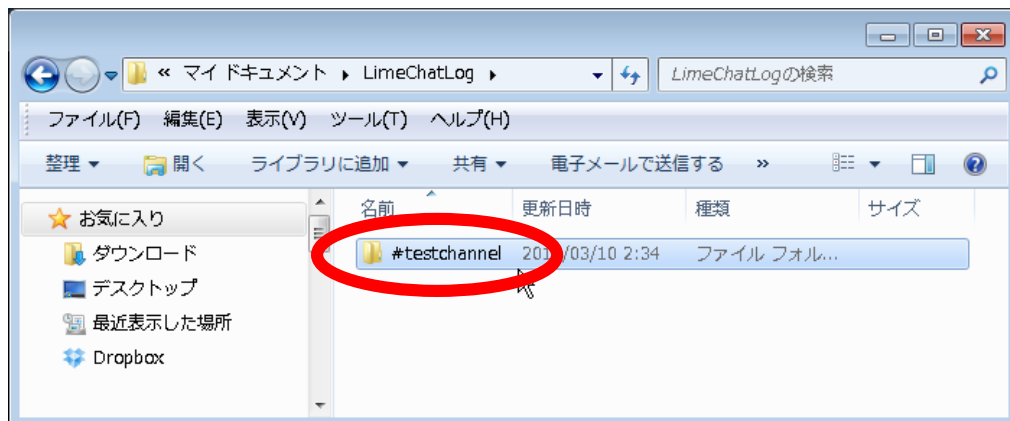 « マイ ドキュメント ▸ LimeChatLog ▸ LimeChatLogの検索
ファイル(F) 編集(E) 表示(V) ツール(T) ヘルプ(H)
整理 ▼ 開く ライブラリに追加 ▼ 共有 ▼ 電子メールで送信する »
名前 更新日時 種類 サイズ
お気に入り
#testchannel /03/10 2:34 ファイル フォル...
ダウンロード
デスクトップ
最近表示した場所
Dropbox